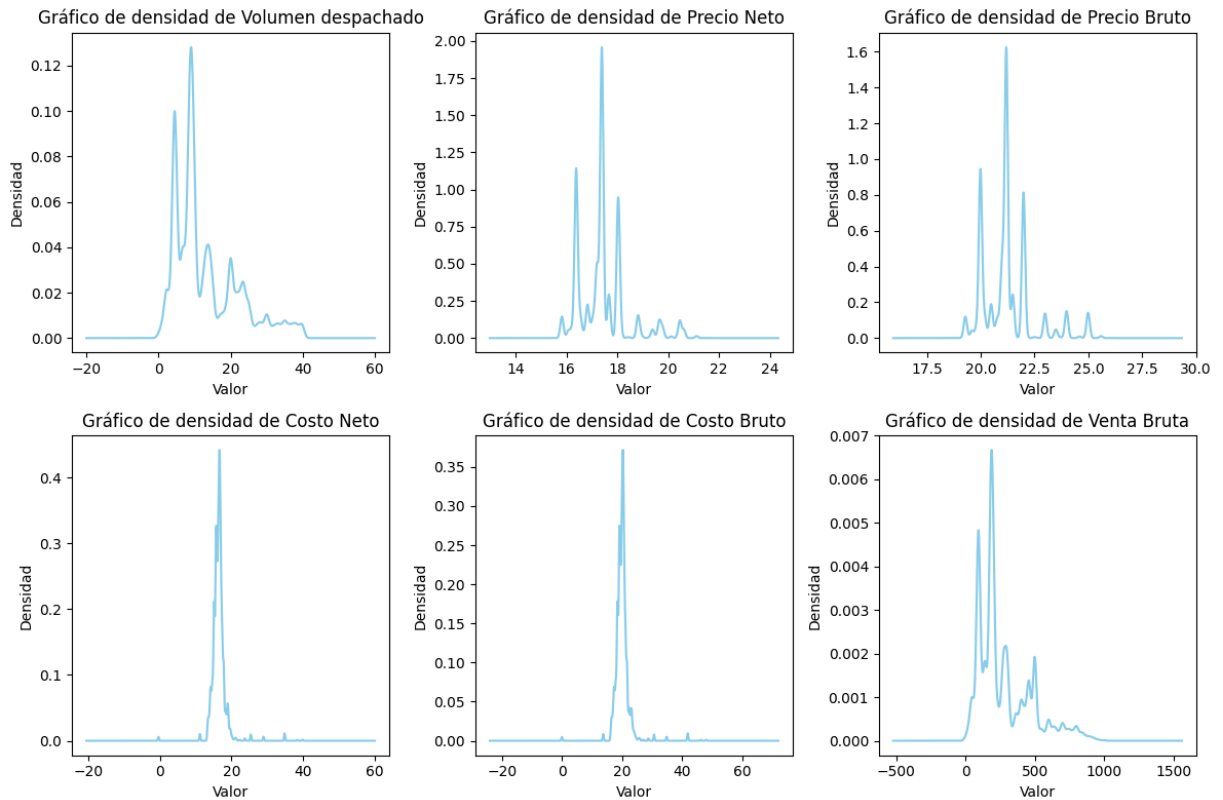 Gráfico de densidad de Volumen despachado
0.12
0.10
0.08
0.06
0.04
0.02
0.00
Densidad
−20 0 20 40 60
Valor
Gráfico de densidad de Precio Neto
2.00
1.75
1.50
1.25
1.00
0.75
0.50
0.25
0.00
Densidad
14 16 18 20 22 24
Valor
Gráfico de densidad de Precio Bruto
1.6
1.4
1.2
1.0
0.8
0.6
0.4
0.2
0.0
Densidad
17.5 20.0 22.5 25.0 27.5 30.0
Valor
Gráfico de densidad de Costo Neto
0.4
0.3
0.2
0.1
0.0
Densidad
−20 0 20 40 60
Valor
Gráfico de densidad de Costo Bruto
0.35
0.30
0.25
0.20
0.15
0.10
0.05
0.00
Densidad
−20 0 20 40 60
Valor
Gráfico de densidad de Venta Bruta
0.007
0.006
0.005
0.004
0.003
0.002
0.001
0.000
Densidad
−500 0 500 1000 1500
Valor